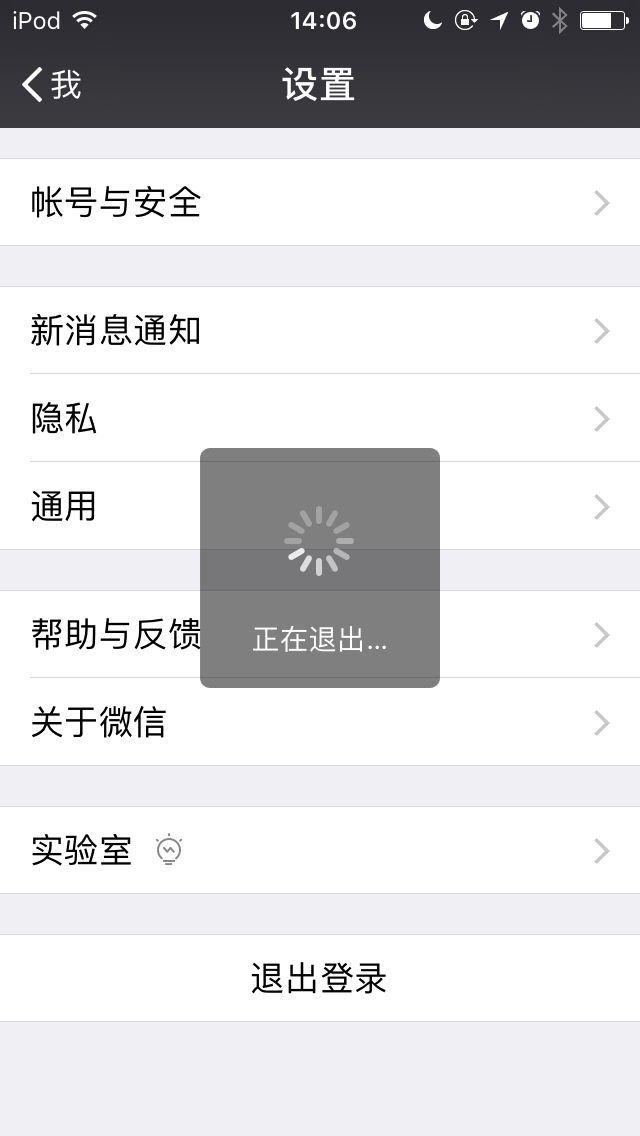 iPod 14:06
我 设置
帐号与安全
新消息通知
隐私
通用
帮助与反馈
正在退出...
关于微信
实验室
退出登录